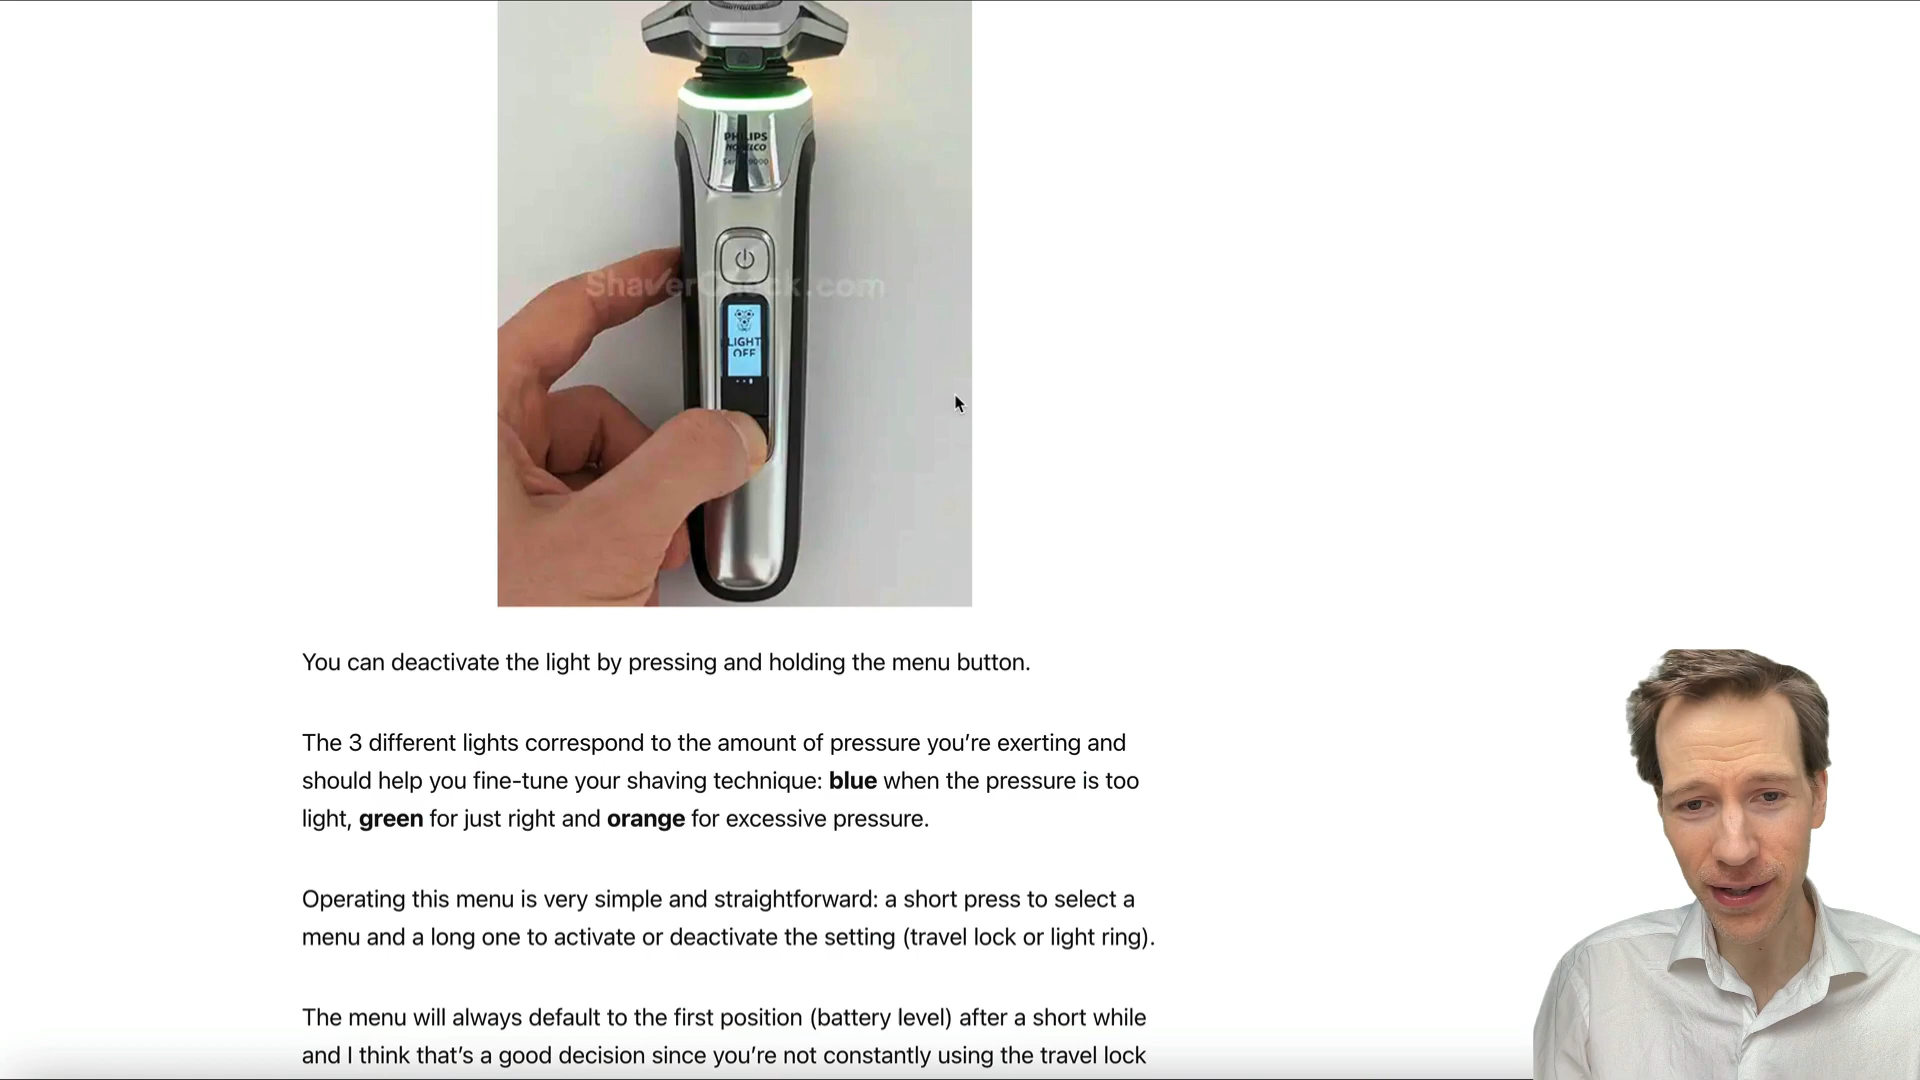 PHILIPS
NORELCO
Series 9000
ShaverCheck.com
LIGHT
OFF
You can deactivate the light by pressing and holding the menu button.
The 3 different lights correspond to the amount of pressure you’re exerting and
should help you fine-tune your shaving technique: blue when the pressure is too
light, green for just right and orange for excessive pressure.
Operating this menu is very simple and straightforward: a short press to select a
menu and a long one to activate or deactivate the setting (travel lock or light ring).
The menu will always default to the first position (battery level) after a short while
and I think that’s a good decision since you’re not constantly using the travel lock